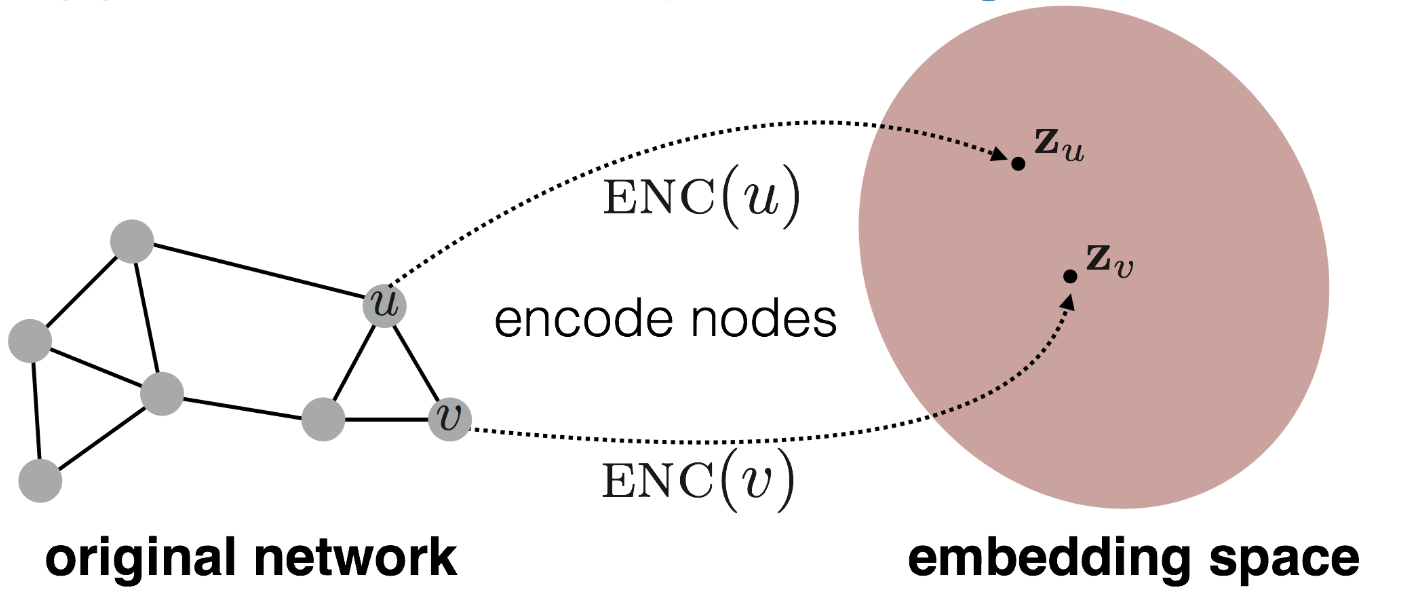 z_u
ENC(u)
z_v
u
encode nodes
v
ENC(v)
original network
embedding space